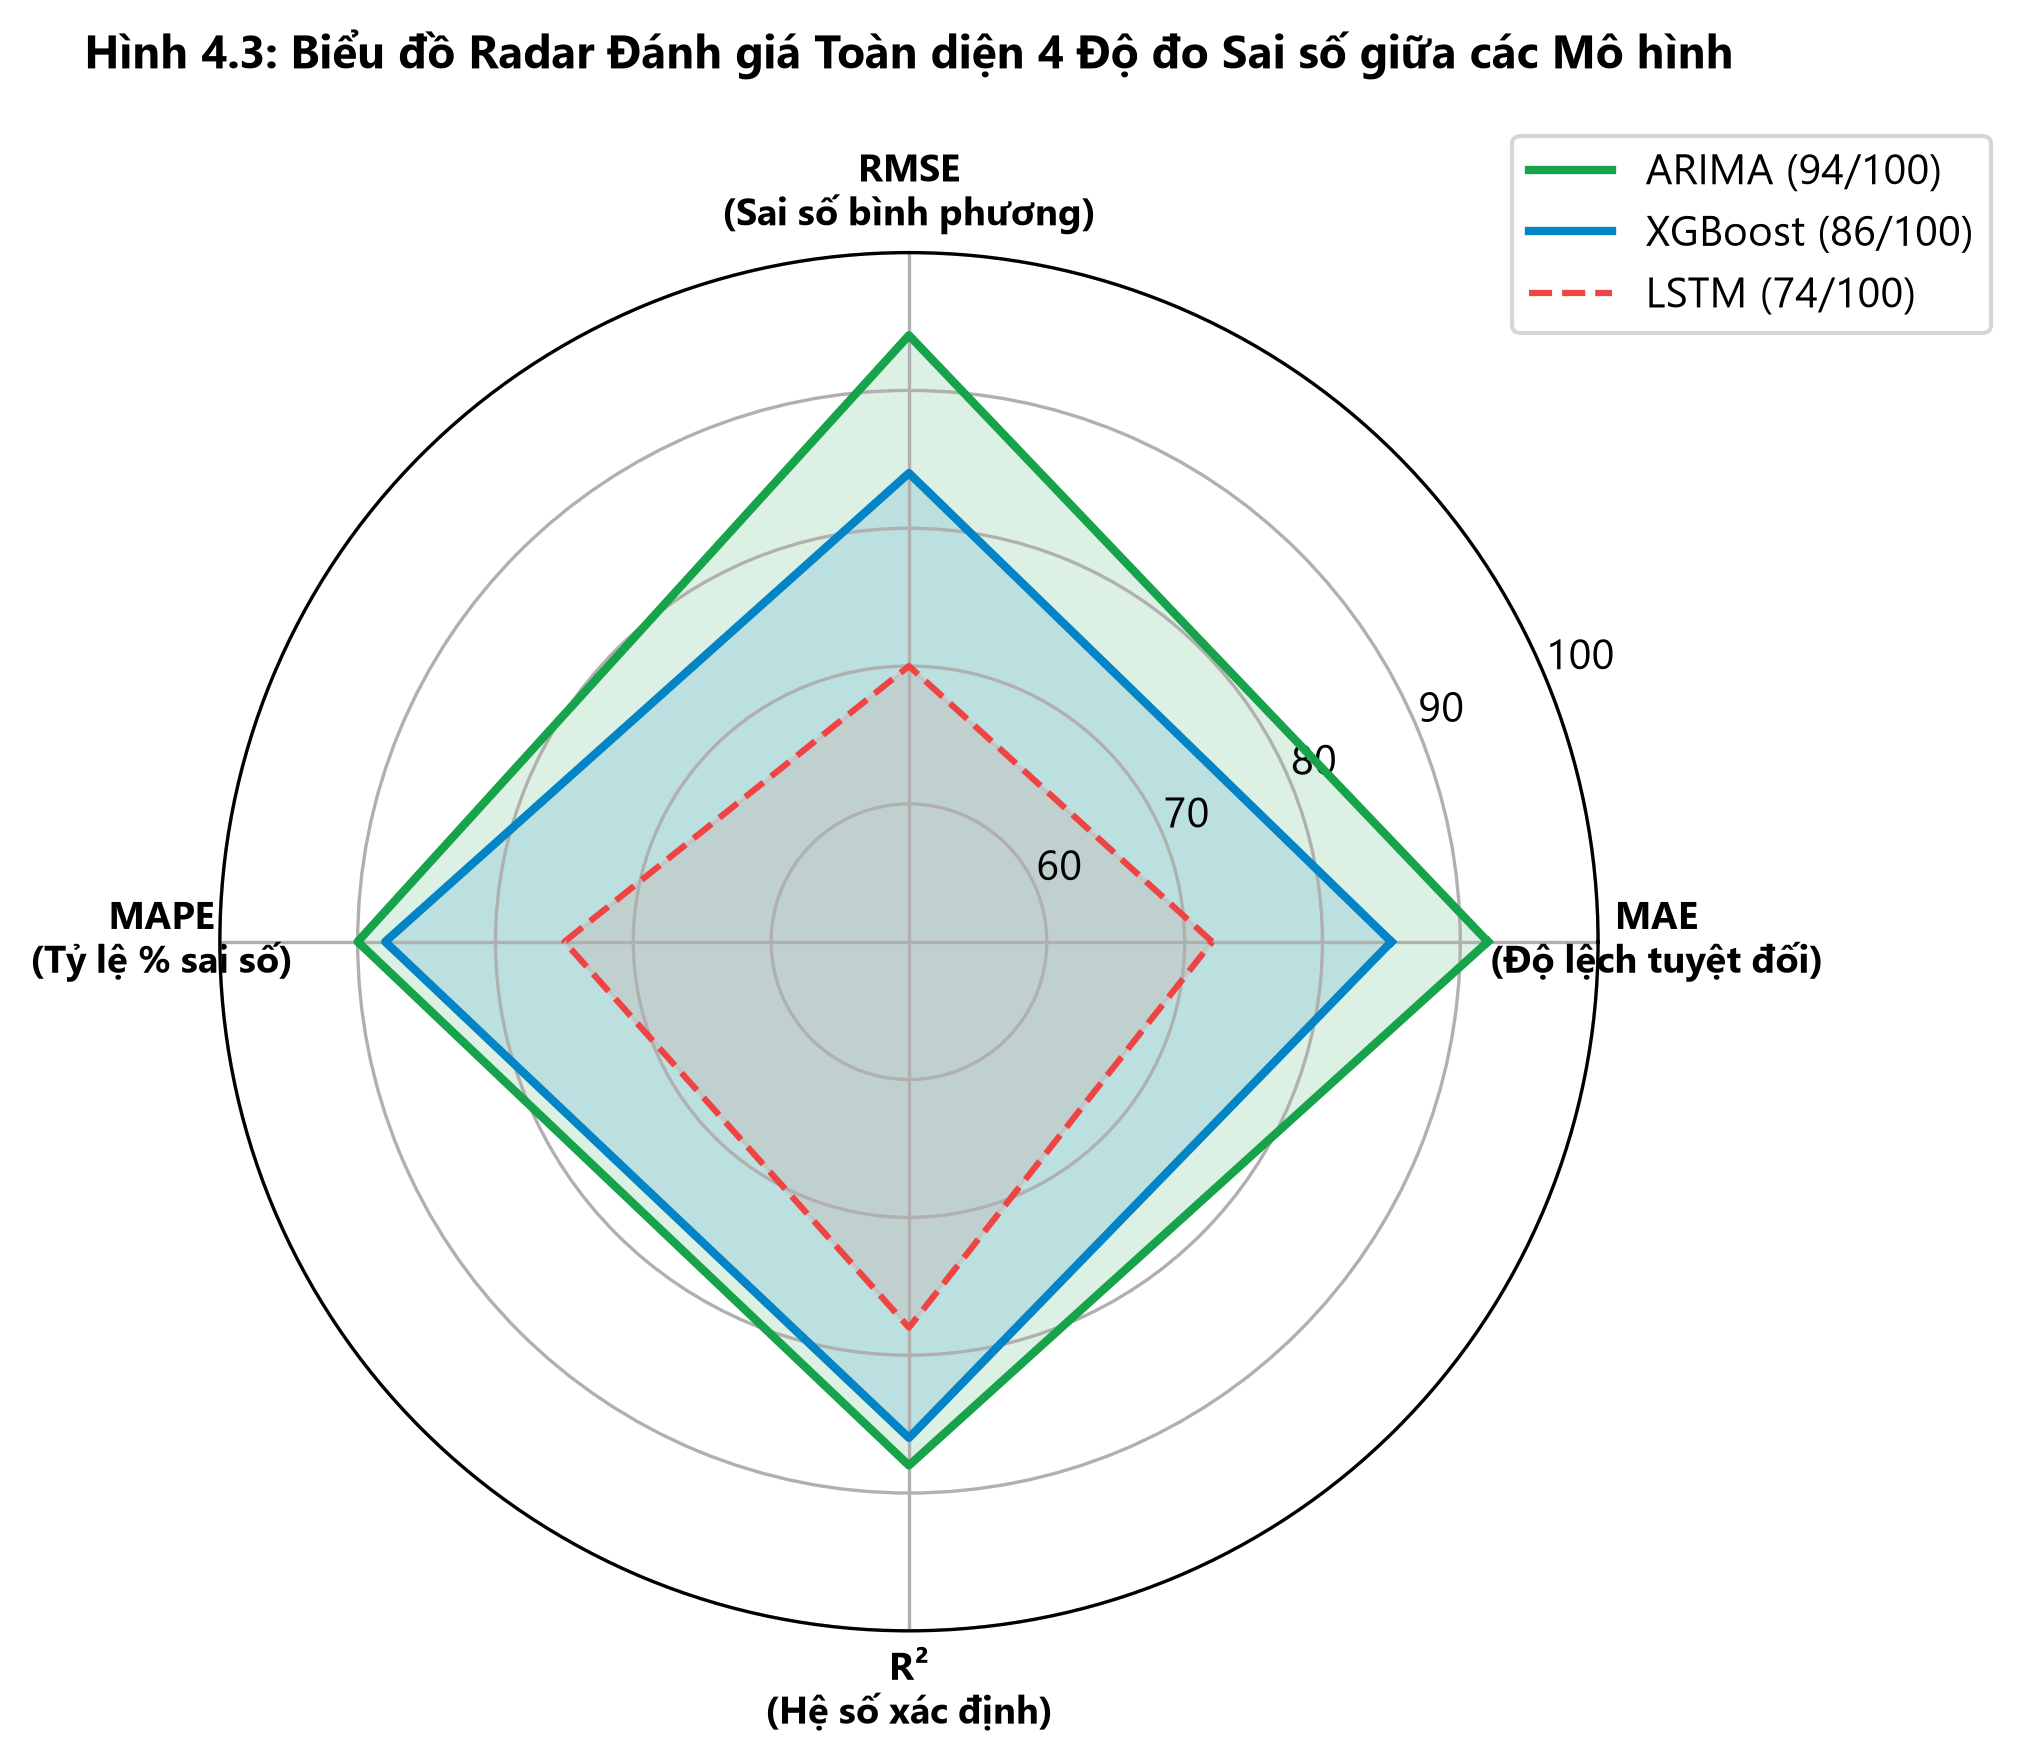 Hình 4.3: Biểu đồ Radar Đánh giá Toàn diện 4 Độ đo Sai số giữa các Mô hình
ARIMA (94/100)
XGBoost (86/100)
LSTM (74/100)
RMSE
(Sai số bình phương)
100
90
80
70
60
MAPE
(Tỷ lệ % sai số)
MAE
(Độ lệch tuyệt đối)
R²
(Hệ số xác định)